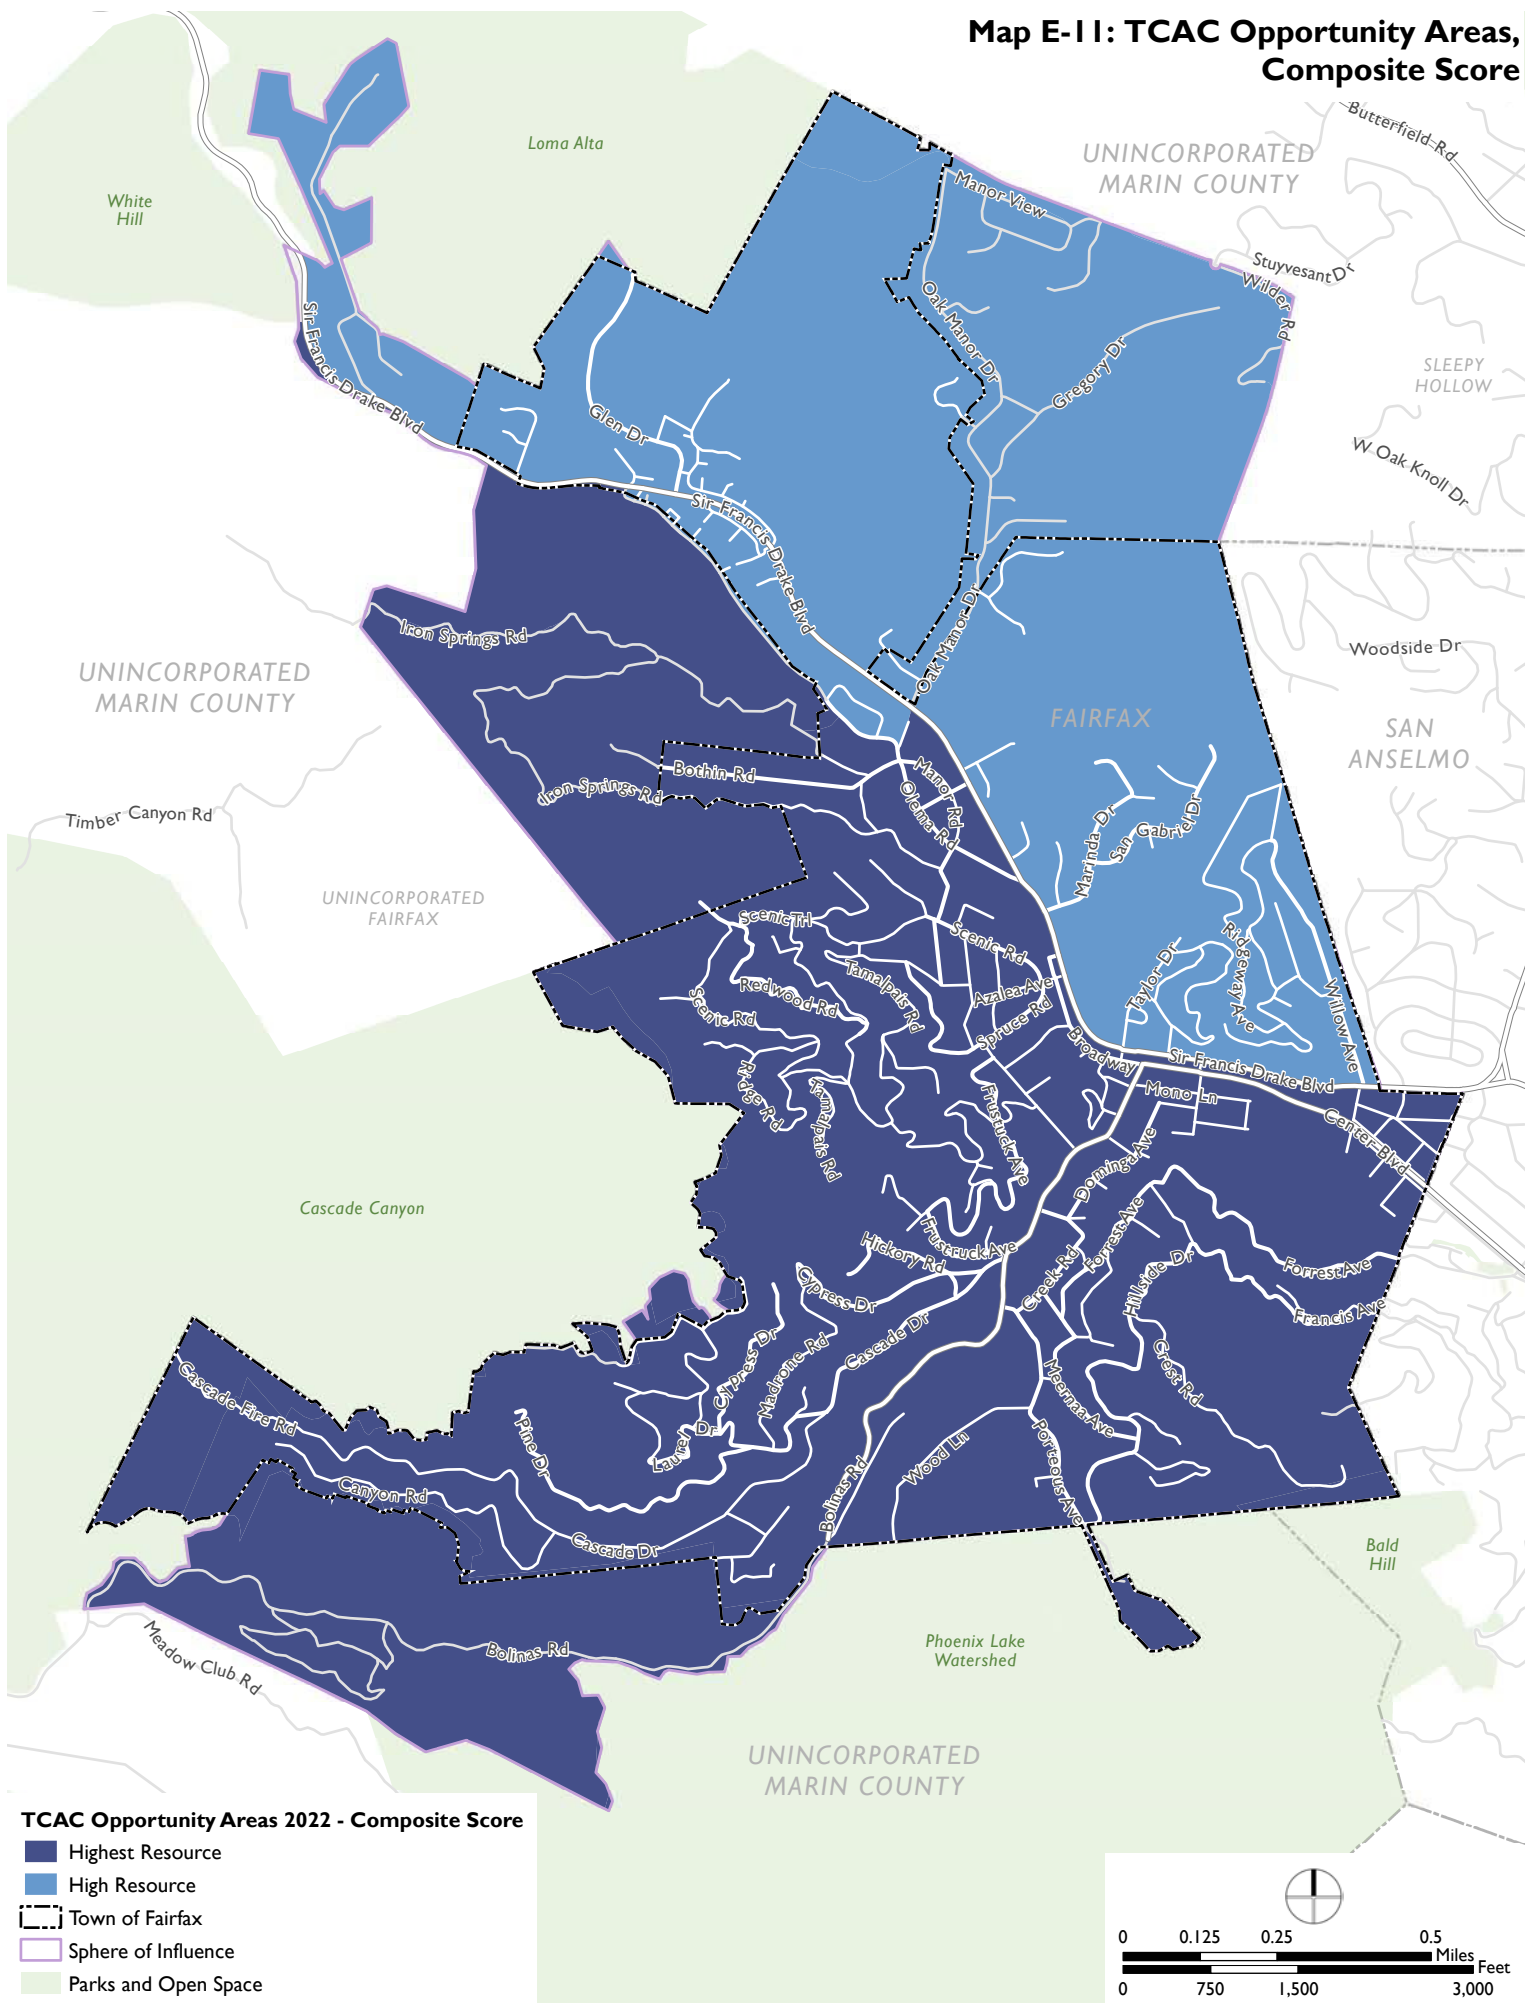 Map E-11: TCAC Opportunity Areas,
Composite Score
Butterfield Rd
UNINCORPORATED
MARIN COUNTY
Loma Alta
White
Hill
Manor View
Stuyvesant Dr
Wilder Rd
Oak Manor Dr
Sir Francis Drake Blvd
Gregory Dr
SLEEPY
HOLLOW
Glen Dr
W Oak Knoll Dr
Sir Francis Drake Blvd
Oak Manor Dr
Iron Springs Rd
Woodside Dr
UNINCORPORATED
MARIN COUNTY
FAIRFAX
SAN
ANSELMO
Bothin Rd
Manor Rd
Iron Springs Rd
Olema Rd
Timber Canyon Rd
Marinda Dr
San Gabriel Dr
UNINCORPORATED
FAIRFAX
Scenic Trl
Scenic Rd
Ridgeway Ave
Taylor Dr
Tamalpais Rd
Redwood Rd
Azalea Ave
Scenic Rd
Spruce Rd
Willow Ave
Broadway
Sir Francis Drake Blvd
Ridge Rd
Tamalpais Rd
Frustuck Ave
Mono Ln
Center Blvd
Dominga Ave
Cascade Canyon
Forrest Ave
Frustruck Ave
Hickory Rd
Hillside Dr
Forrest Ave
Creek Rd
Cypress Dr
Francis Ave
Cascade Dr
Cypress Dr
Madrone Rd
Crest Rd
Meernaa Ave
Cascade Fire Rd
Pine Dr
Laurel Dr
Wood Ln
Porteous Ave
Bolinas Rd
Canyon Rd
Cascade Dr
Bald
Hill
Meadow Club Rd
Bolinas Rd
Phoenix Lake
Watershed
UNINCORPORATED
MARIN COUNTY
TCAC Opportunity Areas 2022 - Composite Score
Highest Resource
High Resource
Town of Fairfax
Sphere of Influence
Parks and Open Space
0 0.125 0.25 0.5
Miles
Feet
0 750 1,500 3,000